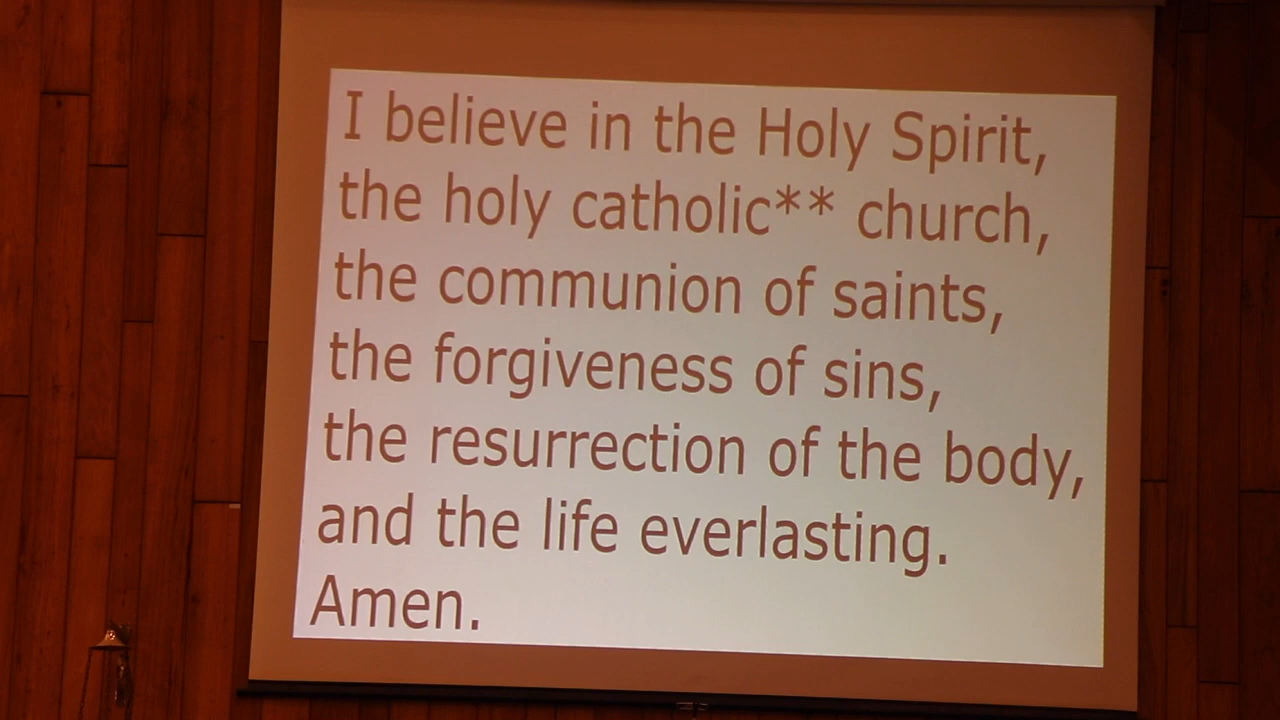 I believe in the Holy Spirit,
the holy catholic** church,
the communion of saints,
the forgiveness of sins,
the resurrection of the body,
and the life everlasting.
Amen.